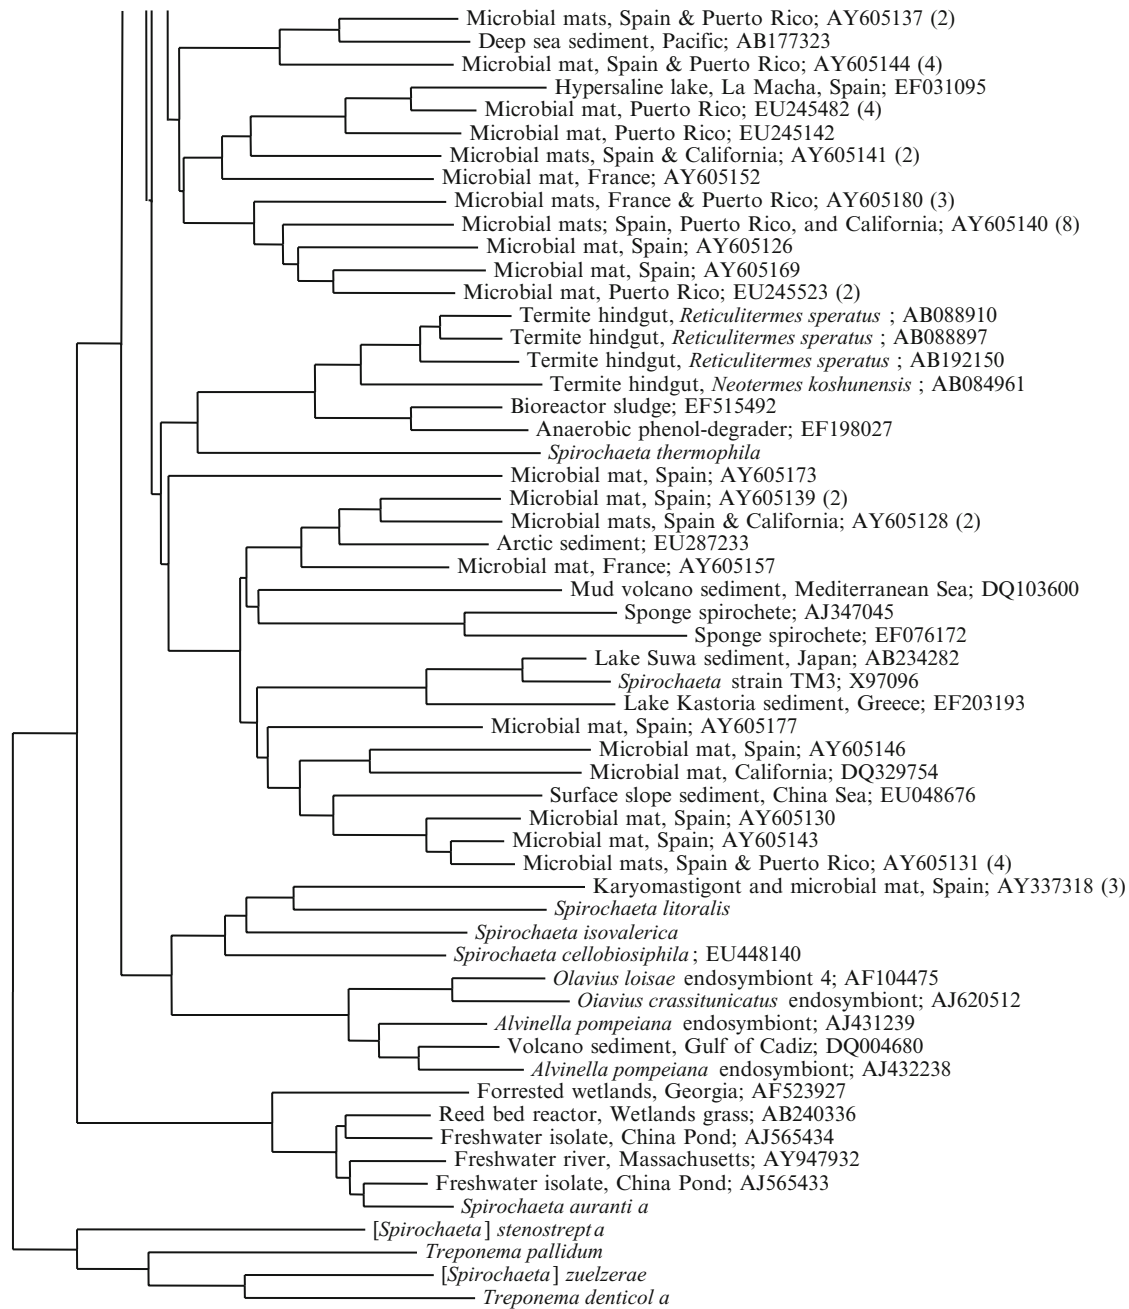 Microbial mats, Spain & Puerto Rico; AY605137 (2)
Deep sea sediment, Pacific; AB177323
Microbial mat, Spain & Puerto Rico; AY605144 (4)
Hypersaline lake, La Macha, Spain; EF031095
Microbial mat, Puerto Rico; EU245482 (4)
Microbial mat, Puerto Rico; EU245142
Microbial mats, Spain & California; AY605141 (2)
Microbial mat, France; AY605152
Microbial mats, France & Puerto Rico; AY605180 (3)
Microbial mats; Spain, Puerto Rico, and California; AY605140 (8)
Microbial mat, Spain; AY605126
Microbial mat, Spain; AY605169
Microbial mat, Puerto Rico; EU245523 (2)
Termite hindgut, Reticulitermes speratus ; AB088910
Termite hindgut, Reticulitermes speratus ; AB088897
Termite hindgut, Reticulitermes speratus ; AB192150
Termite hindgut, Neotermes koshunensis ; AB084961
Bioreactor sludge; EF515492
Anaerobic phenol-degrader; EF198027
Spirochaeta thermophila
Microbial mat, Spain; AY605173
Microbial mat, Spain; AY605139 (2)
Microbial mats, Spain & California; AY605128 (2)
Arctic sediment; EU287233
Microbial mat, France; AY605157
Mud volcano sediment, Mediterranean Sea; DQ103600
Sponge spirochete; AJ347045
Sponge spirochete; EF076172
Lake Suwa sediment, Japan; AB234282
Spirochaeta strain TM3; X97096
Lake Kastoria sediment, Greece; EF203193
Microbial mat, Spain; AY605177
Microbial mat, Spain; AY605146
Microbial mat, California; DQ329754
Surface slope sediment, China Sea; EU048676
Microbial mat, Spain; AY605130
Microbial mat, Spain; AY605143
Microbial mats, Spain & Puerto Rico; AY605131 (4)
Karyomastigont and microbial mat, Spain; AY337318 (3)
Spirochaeta litoralis
Spirochaeta isovalerica
Spirochaeta cellobiosiphila ; EU448140
Olavius loisae endosymbiont 4; AF104475
Oiavius crassitunicatus endosymbiont; AJ620512
Alvinella pompeiana endosymbiont; AJ431239
Volcano sediment, Gulf of Cadiz; DQ004680
Alvinella pompeiana endosymbiont; AJ432238
Forrested wetlands, Georgia; AF523927
Reed bed reactor, Wetlands grass; AB240336
Freshwater isolate, China Pond; AJ565434
Freshwater river, Massachusetts; AY947932
Freshwater isolate, China Pond; AJ565433
Spirochaeta auranti a
[Spirochaeta] stenostrept a
Treponema pallidum
[Spirochaeta] zuelzerae
Treponema denticol a